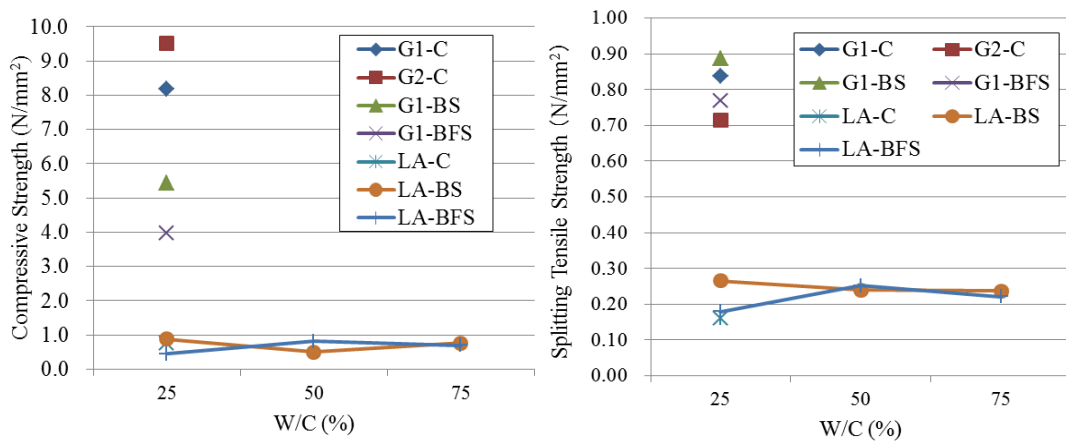 Compressive Strength (N/mm²)
10.0
9.0
8.0
7.0
6.0
5.0
4.0
3.0
2.0
1.0
0.0
25
50
75
W/C (%)
G1-C
G2-C
G1-BS
G1-BFS
LA-C
LA-BS
LA-BFS
Splitting Tensile Strength (N/mm²)
1.00
0.90
0.80
0.70
0.60
0.50
0.40
0.30
0.20
0.10
0.00
25
50
75
W/C (%)
G1-C
G2-C
G1-BS
G1-BFS
LA-C
LA-BS
LA-BFS